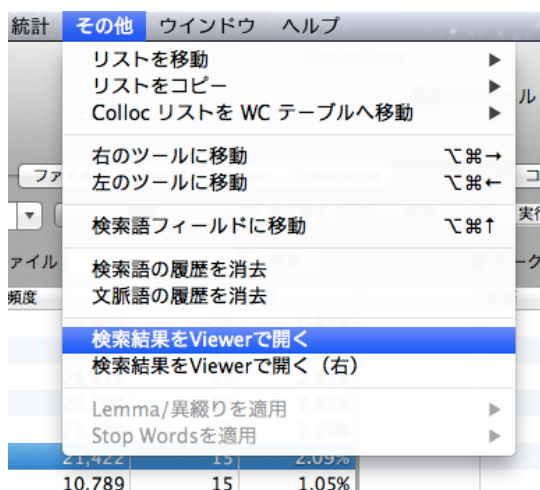 統計 その他 ウインドウ ヘルプ
リストを移動 ▶
リストをコピー ▶
Colloc リストを WC テーブルへ移動 ▶
右のツールに移動 ⌥⌘→
左のツールに移動 ⌥⌘←
検索語フィールドに移動 ⌥⌘↑
検索語の履歴を消去
文脈語の履歴を消去
検索結果をViewerで開く
検索結果をViewerで開く（右）
Lemma/異綴りを適用 ▶
Stop Wordsを適用 ▶
ファ
ル
コ
実行
ァイル
ーク
頻度
21,422 15 2.09%
10,789 15 1.05%